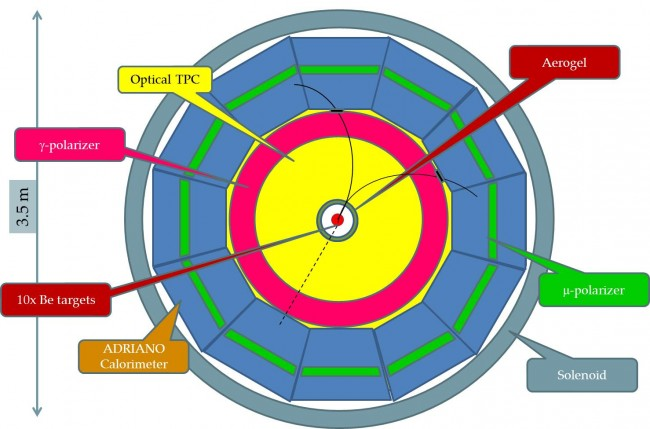 Optical TPC
Aerogel
γ-polarizer
3.5 m
10x Be targets
μ-polarizer
ADRIANO
Calorimeter
Solenoid